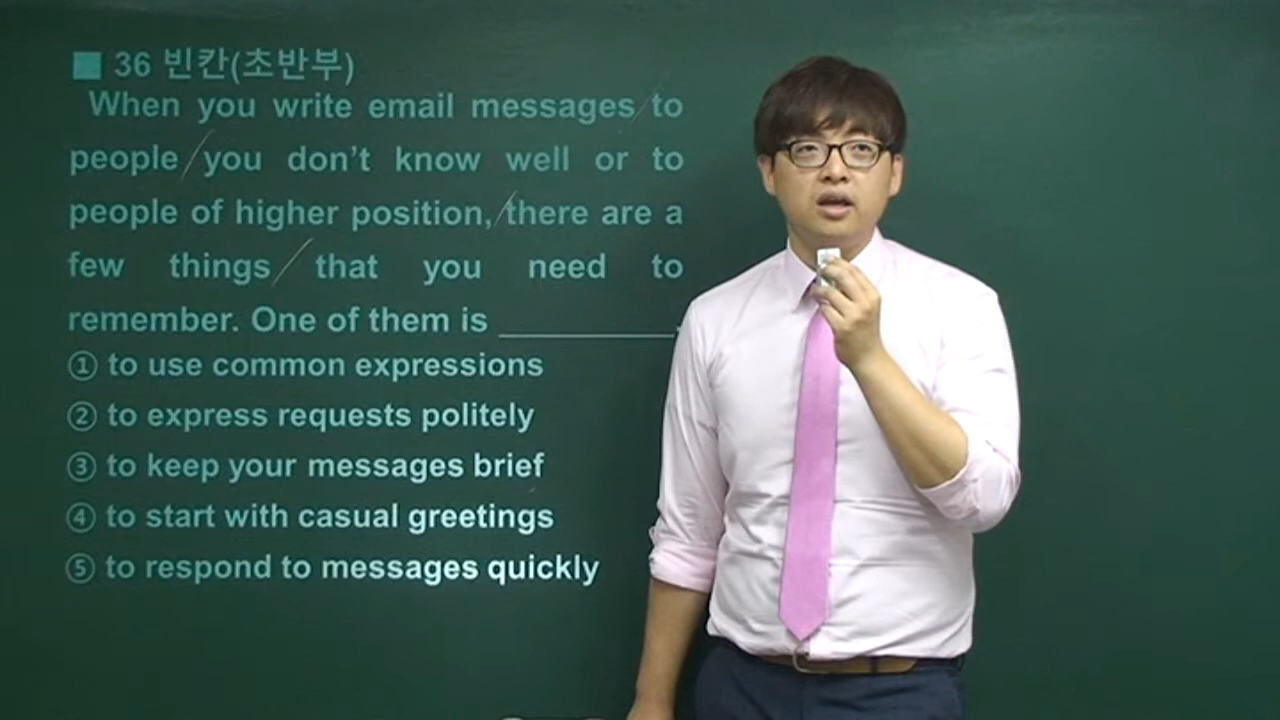 ■ 36 빈칸(초반부)
When you write email messages to
people you don't know well or to
people of higher position, there are a
few things that you need to
remember. One of them is ____________.
① to use common expressions
② to express requests politely
③ to keep your messages brief
④ to start with casual greetings
⑤ to respond to messages quickly